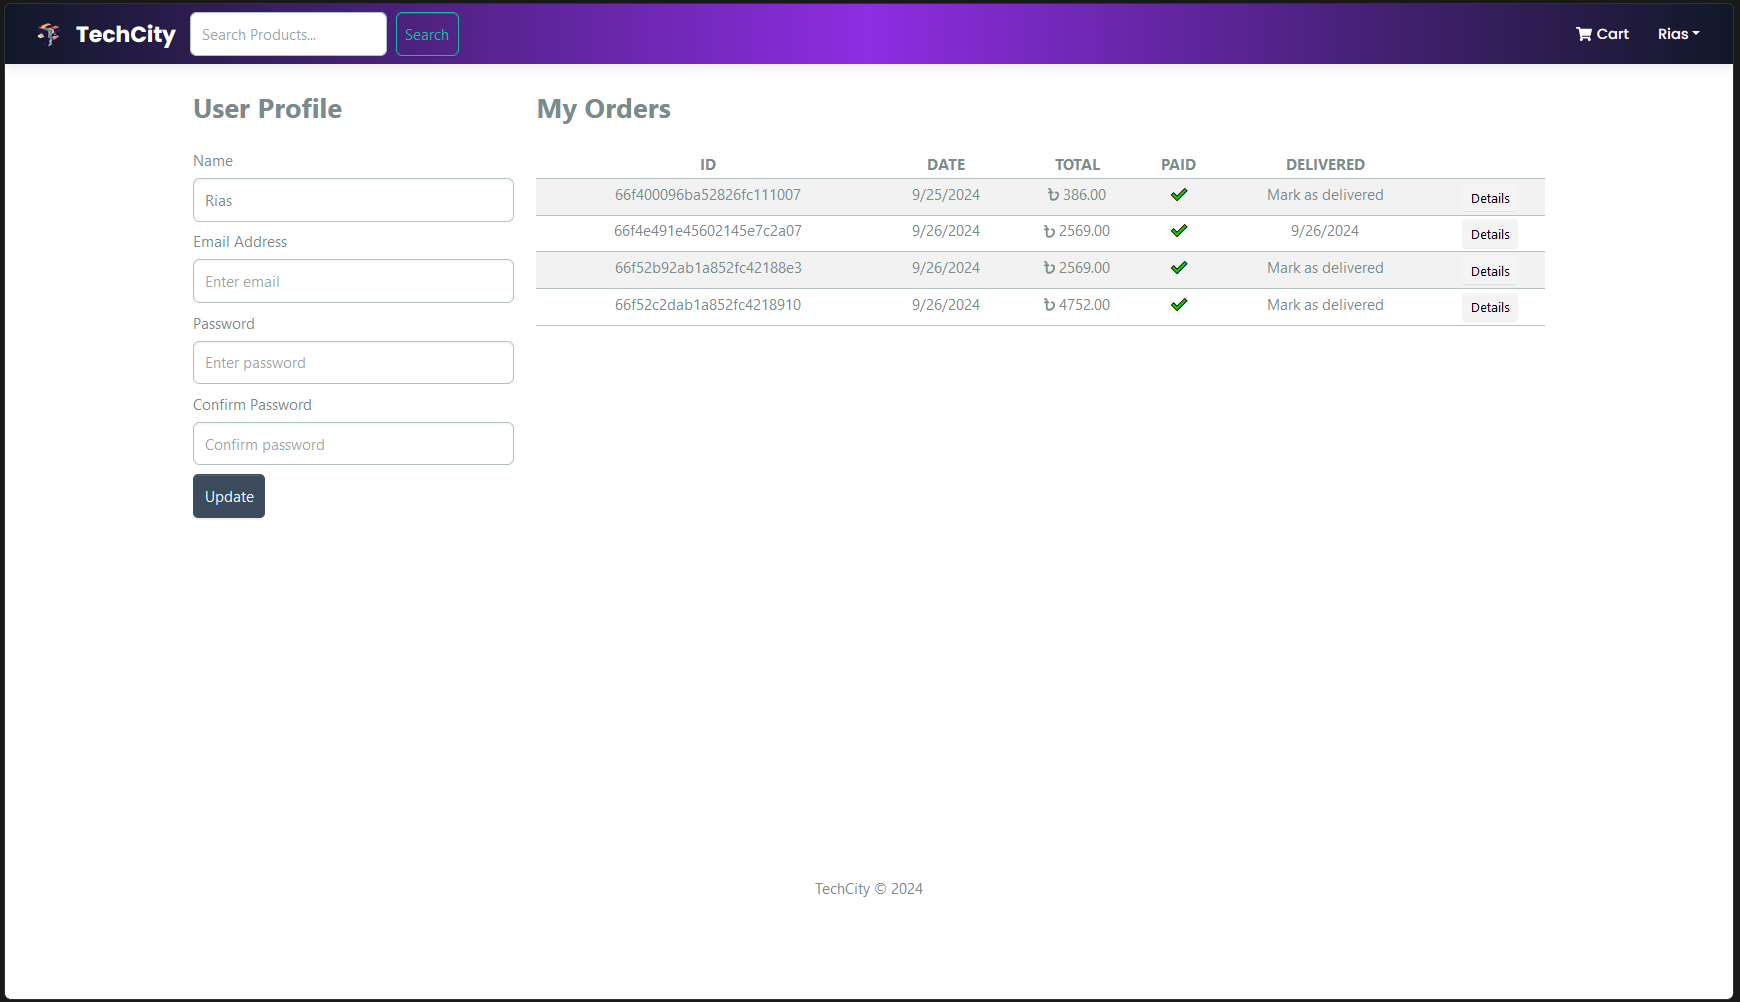 TechCity Search Products... Search Cart Rias
User Profile
Name
Rias
Email Address
Enter email
Password
Enter password
Confirm Password
Confirm password
Update
My Orders
ID DATE TOTAL PAID DELIVERED
66f400096ba52826fc111007 9/25/2024 ৳ 386.00 Mark as delivered Details
66f4e491e45602145e7c2a07 9/26/2024 ৳ 2569.00 9/26/2024 Details
66f52b92ab1a852fc42188e3 9/26/2024 ৳ 2569.00 Mark as delivered Details
66f52c2dab1a852fc4218910 9/26/2024 ৳ 4752.00 Mark as delivered Details
TechCity © 2024